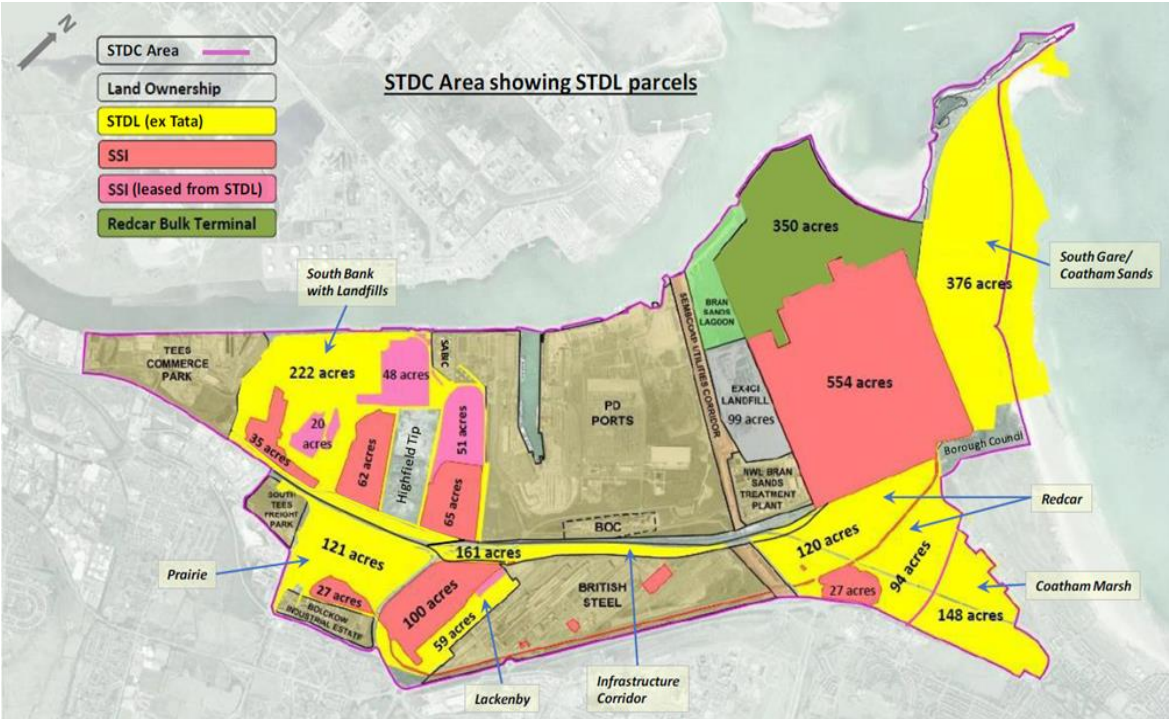 N
STDC Area showing STDL parcels
STDC Area
Land Ownership
STDL (ex Tata)
SSI
SSI (leased from STDL)
Redcar Bulk Terminal
350 acres
South Gare/
Coatham Sands
376 acres
South Bank
with Landfills
BRAN
SANDS
LAGOON
SEMBCORP UTILITIES CORRIDOR
TEES
COMMERCE
PARK
SABIC
222 acres
48 acres
554 acres
EX-ICI
LANDFILL
99 acres
PD
PORTS
20
acres
35 acres
62 acres
Highfield Tip
51 acres
65 acres
Borough Council
NWL BRAN
SANDS
TREATMENT
PLANT
SOUTH
TEES
FREIGHT
PARK
BOC
Redcar
121 acres
161 acres
120 acres
94 acres
Prairie
27 acres
BOLCKOW
INDUSTRIAL ESTATE
100 acres
59 acres
BRITISH
STEEL
27 acres
Coatham Marsh
148 acres
Lackenby
Infrastructure
Corridor